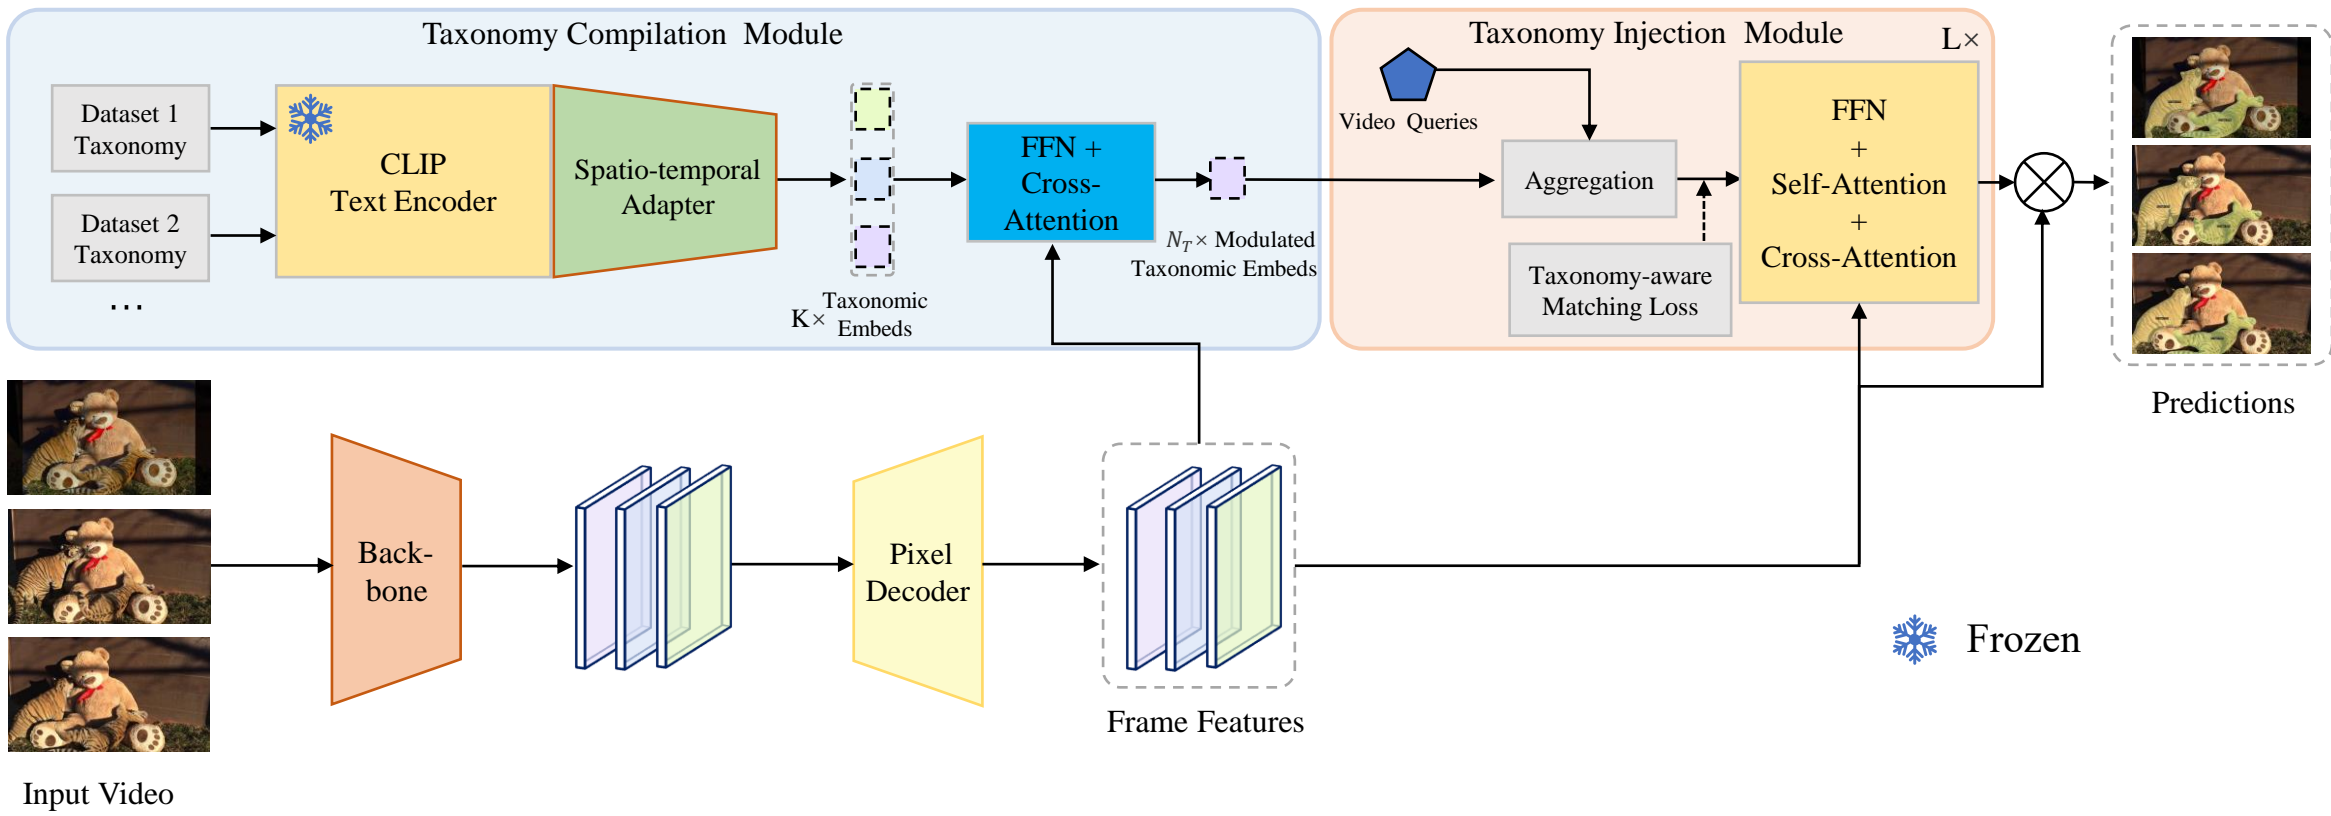 Taxonomy Compilation Module
Dataset 1
Taxonomy
Dataset 2
Taxonomy
...
CLIP
Text Encoder
Spatio-temporal
Adapter
K× Taxonomic
Embeds
FFN +
Cross-
Attention
N_T × Modulated
Taxonomic Embeds
Taxonomy Injection Module
L×
Video Queries
Aggregation
Taxonomy-aware
Matching Loss
FFN
+
Self-Attention
+
Cross-Attention
Predictions
Input Video
Back-
bone
Pixel
Decoder
Frame Features
Frozen